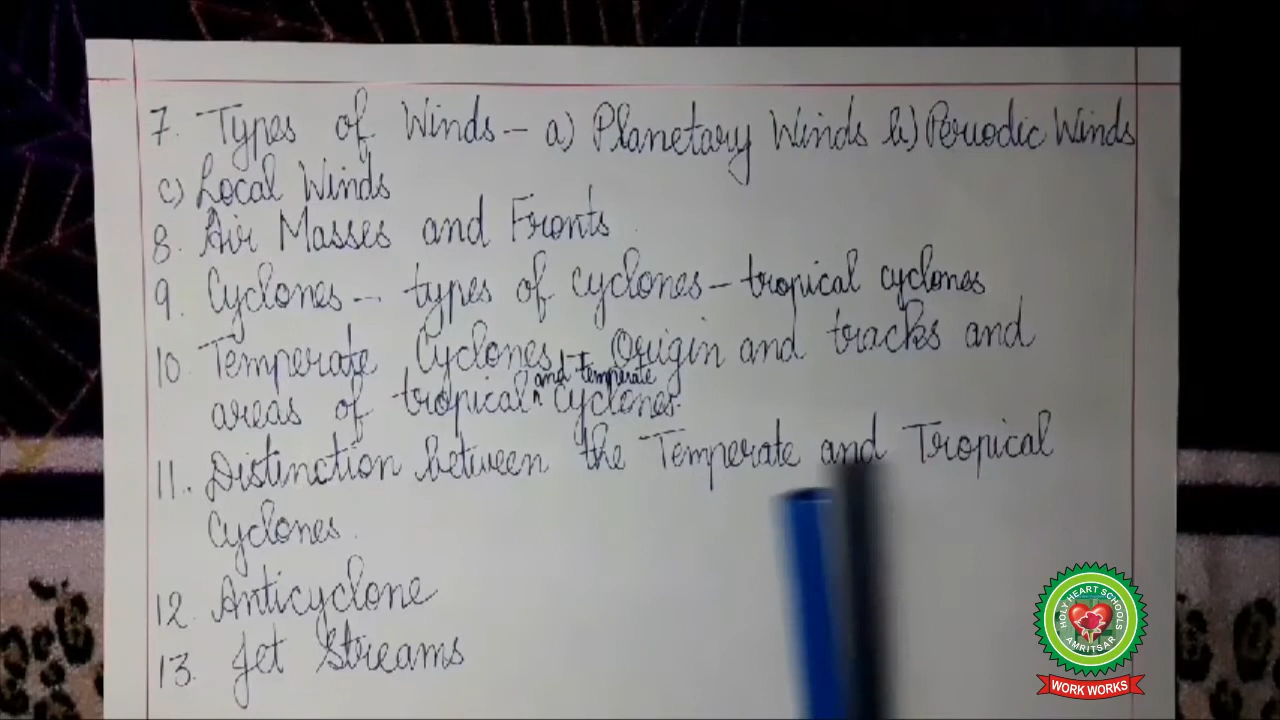 7. Types of Winds - a) Planetary Winds b) Periodic Winds
c) Local Winds
8. Air Masses and Fronts
9. Cyclones -- types of cyclones - tropical cyclones
10. Temperate Cyclones - Origin and tracks and
areas of tropical and temperate cyclones.
11. Distinction between the Temperate and Tropical
Cyclones.
12. Anticyclone
13. Jet Streams
HOLY HEART SCHOOLS
AMRITSAR
WORK WORKS